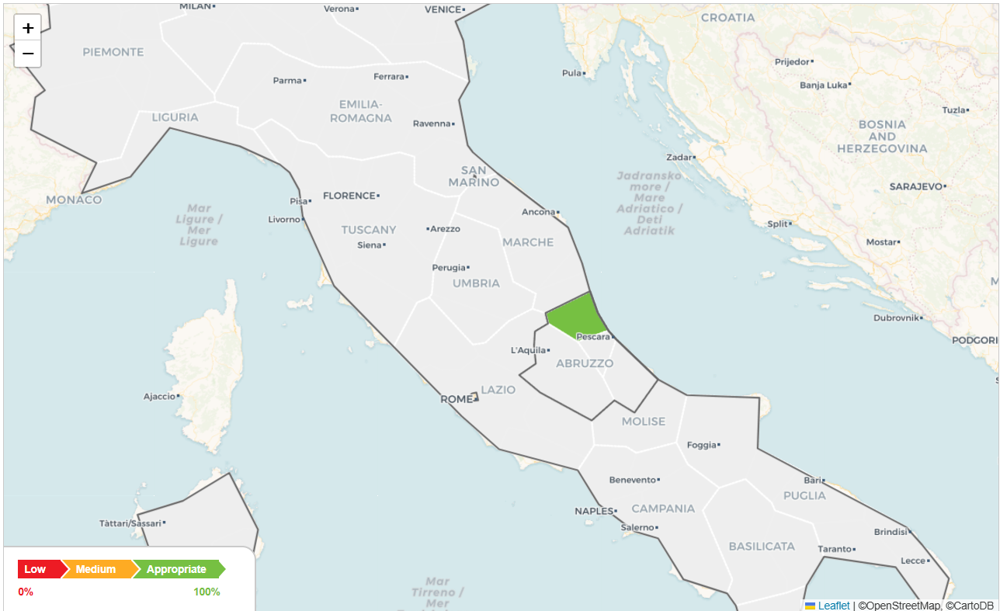 MILAN
Verona
VENICE
CROATIA
+
−
PIEMONTE
Prijedor
Pula
Ferrara
Parma
Banja Luka
EMILIA-
ROMAGNA
Tuzla
LIGURIA
Ravenna
BOSNIA
AND
HERZEGOVINA
Zadar
SAN
MARINO
Jadransko
more /
Mare
Adriatico /
Deti
Adriatik
SARAJEVO
MONACO
FLORENCE
Pisa
Mar
Ligure /
Mer
Ligure
Ancona
Livorno
Split
TUSCANY
Arezzo
Siena
MARCHE
Mostar
Perugia
UMBRIA
Dubrovnik
Pescara
PODGORI
L'Aquila
ABRUZZO
LAZIO
Ajaccio
ROME
MOLISE
Foggia
Benevento
Bari
PUGLIA
NAPLES
CAMPANIA
Tàttari/Sassari
Salerno
Brindisi
BASILICATA
Taranto
Lecce
Low
Medium
Appropriate
0%
100%
Mar
Tirreno /
Mer
Leaflet | ©OpenStreetMap, ©CartoDB